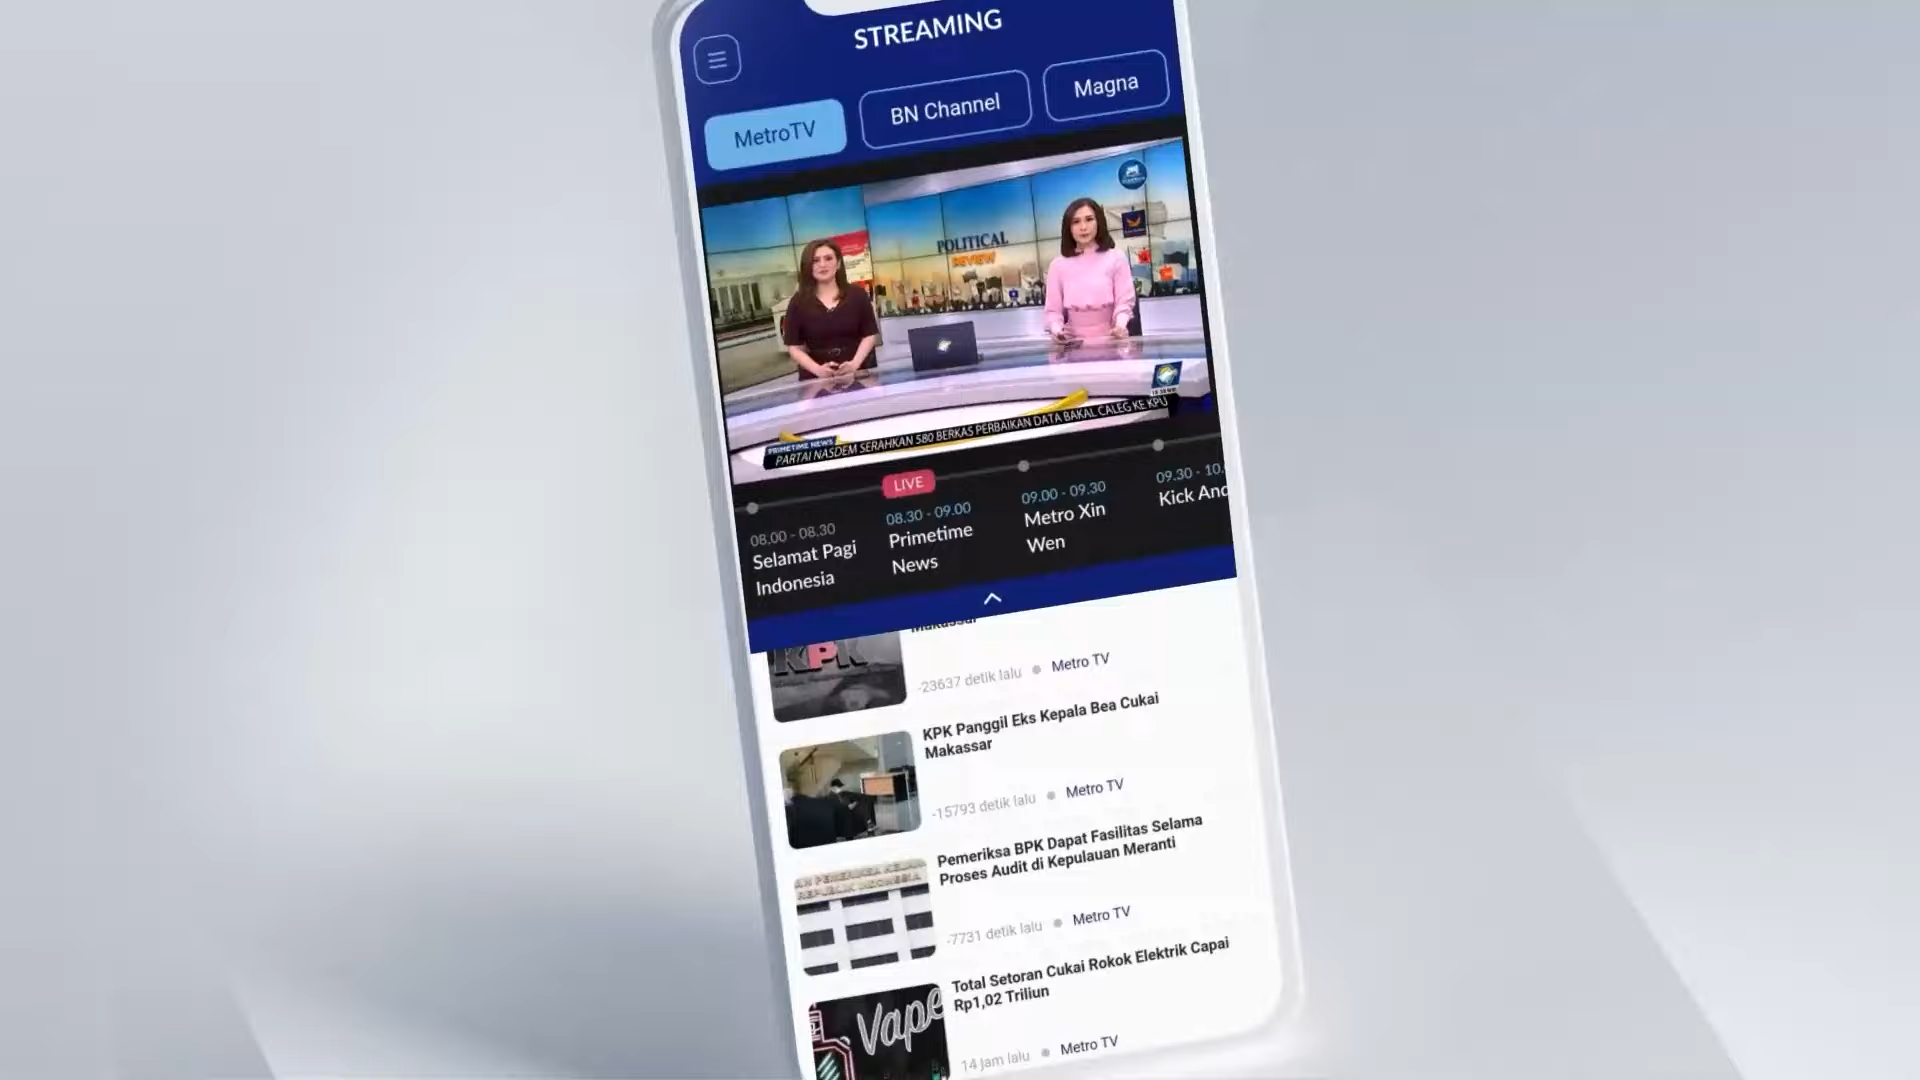 STREAMING
MetroTV
BN Channel
Magna
POLITICAL
REVIEW
PRIMETIME NEWS
PARTAI NASDEM SERAHKAN 580 BERKAS PERBAIKAN DATA BAKAL CALEG KE KPU
LIVE
08.00 - 08.30
Selamat Pagi
Indonesia
08.30 - 09.00
Primetime
News
09.00 - 09.30
Metro Xin
Wen
09.30 - 10.
Kick And
Makassar
KPK
-23637 detik lalu
Metro TV
KPK Panggil Eks Kepala Bea Cukai
Makassar
-15793 detik lalu
Metro TV
Pemeriksa BPK Dapat Fasilitas Selama
Proses Audit di Kepulauan Meranti
AN PEMERIKSA KEUAN
REPUBLIK INDONESIA
-7731 detik lalu
Metro TV
Total Setoran Cukai Rokok Elektrik Capai
Rp1,02 Triliun
Vape
14 jam lalu
Metro TV